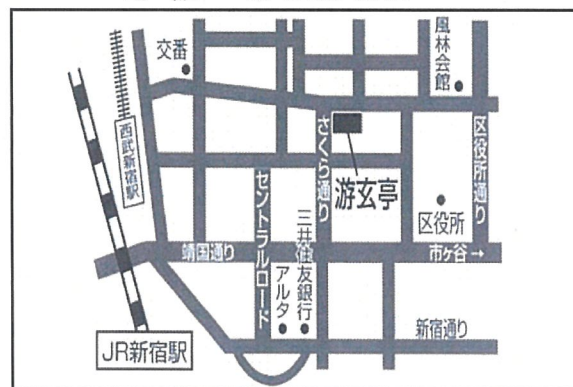 交番
風林会館
西武新宿駅
さくら通り
区役所通り
游玄亭
区役所
セントラルロード
三井住友銀行
アルタ
靖国通り
市ヶ谷→
新宿通り
JR新宿駅